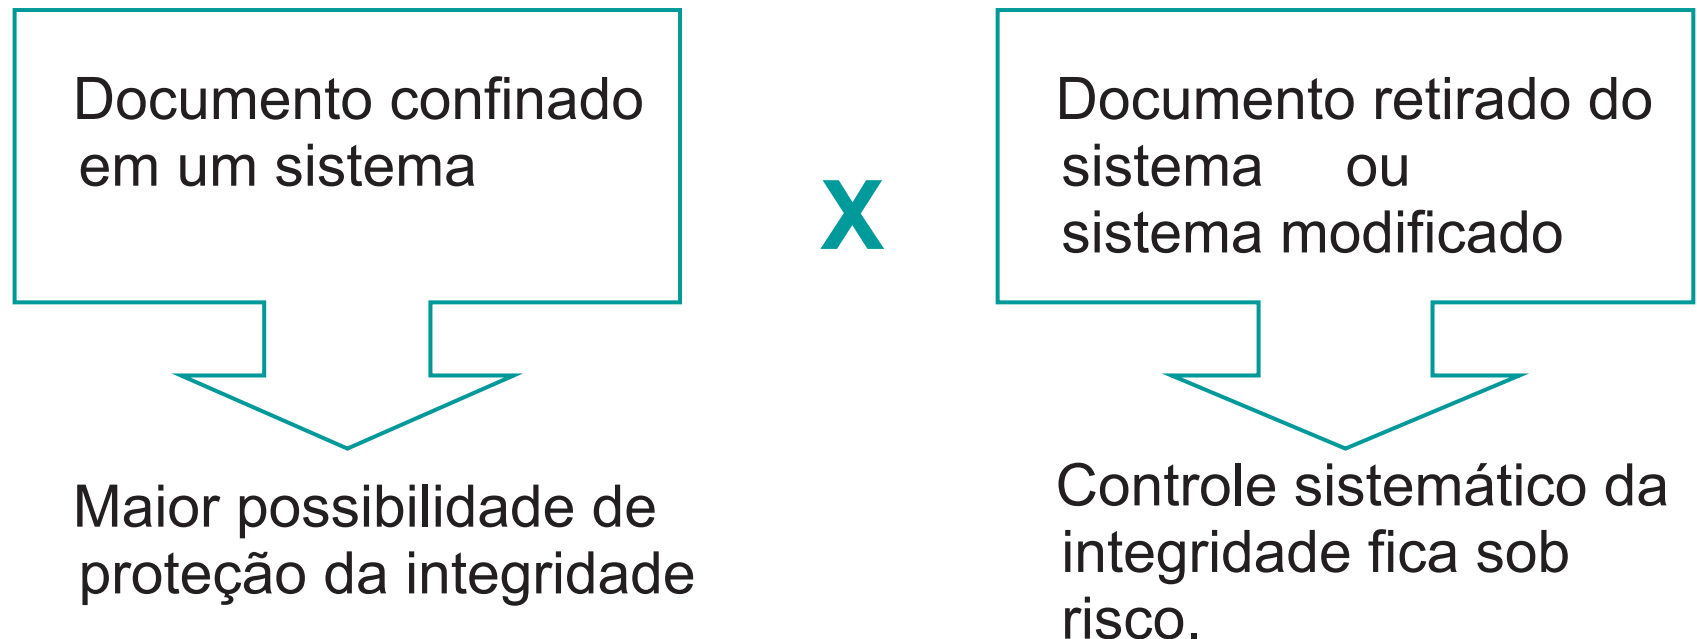 Documento confinado
em um sistema
Maior possibilidade de
proteção da integridade
X
Documento retirado do
sistema ou
sistema modificado
Controle sistemático da
integridade fica sob
risco.